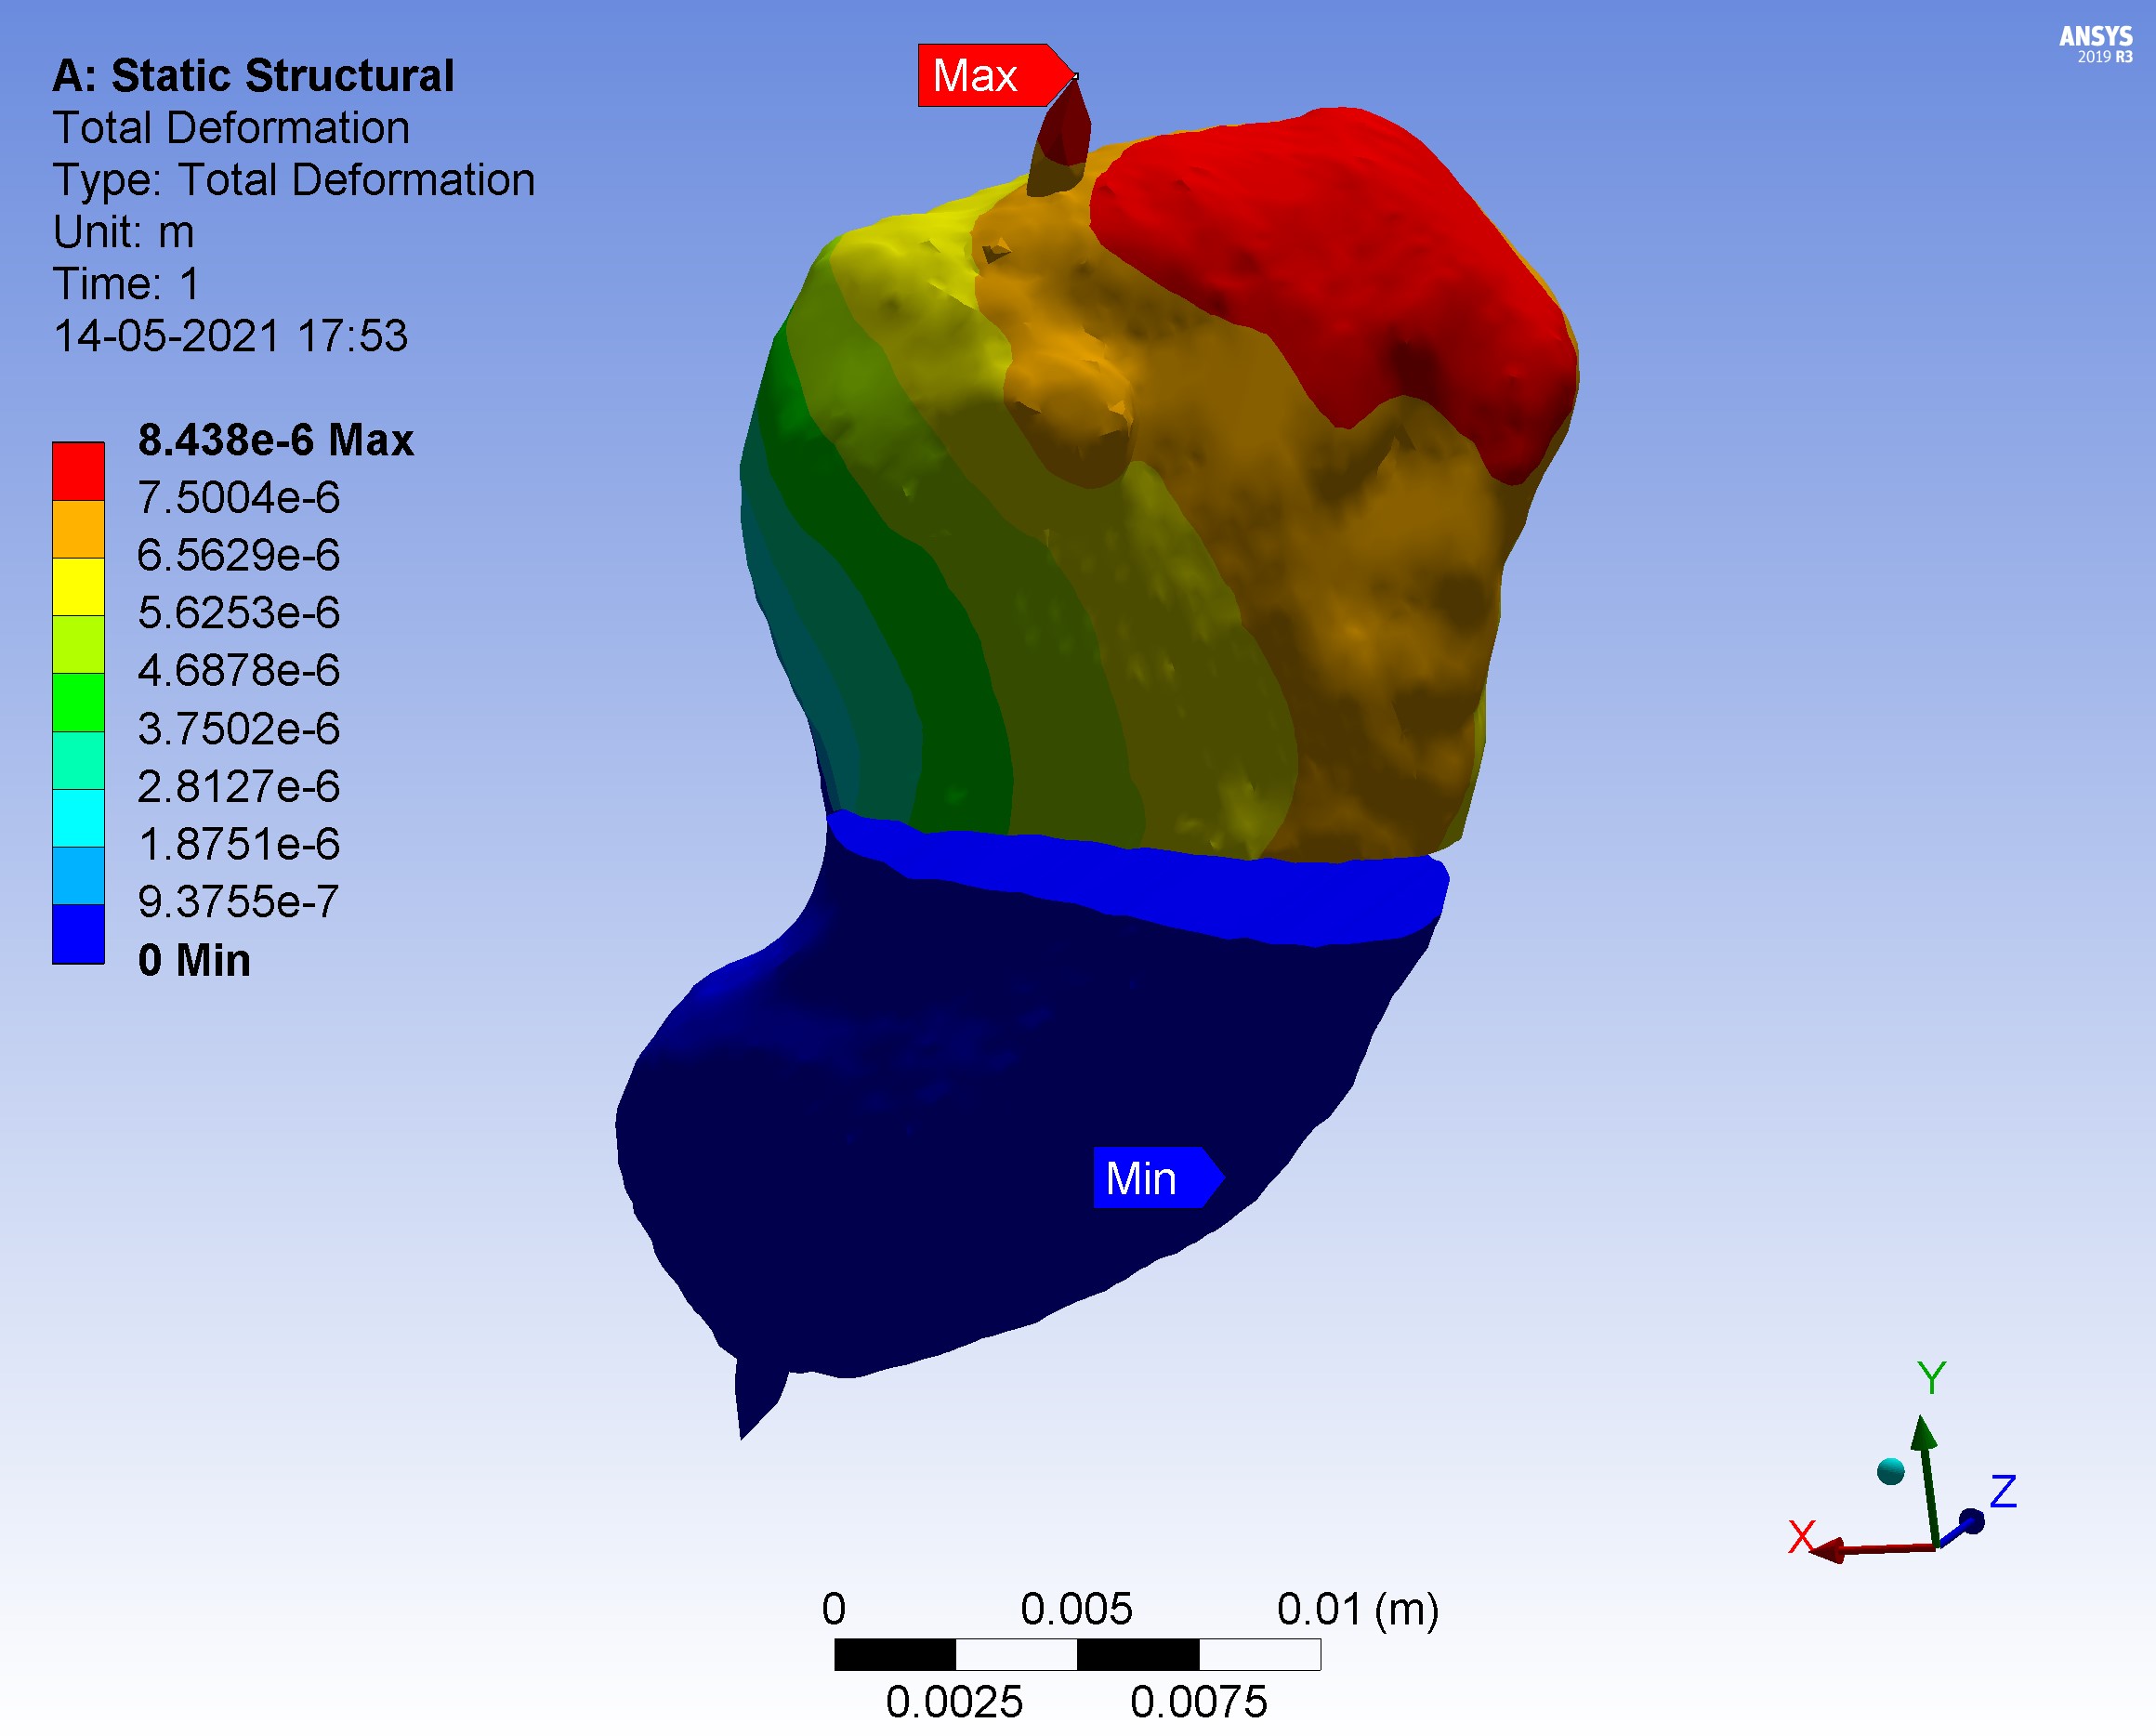 ANSYS
2019 R3
A: Static Structural
Total Deformation
Type: Total Deformation
Unit: m
Time: 1
14-05-2021 17:53
8.438e-6 Max
7.5004e-6
6.5629e-6
5.6253e-6
4.6878e-6
3.7502e-6
2.8127e-6
1.8751e-6
9.3755e-7
0 Min
Max
Min
Y
Z
X
0 0.005 0.01 (m)
0.0025 0.0075